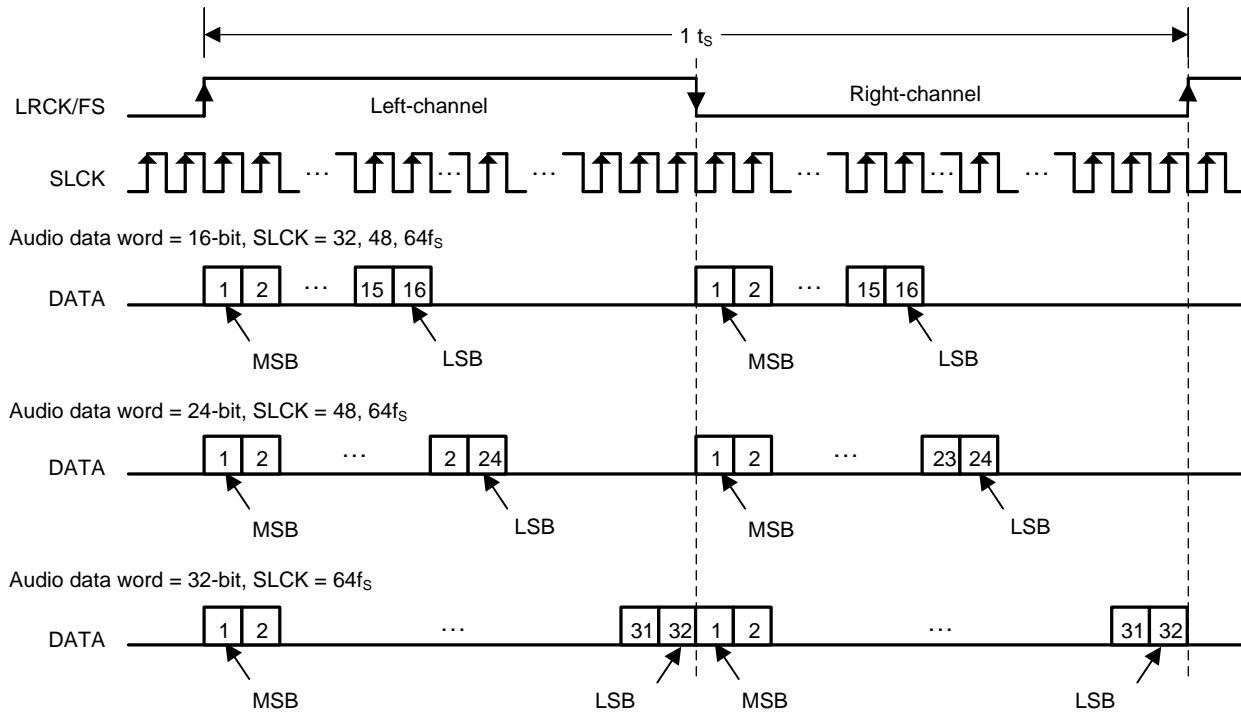 1 tS
LRCK/FS
Left-channel
Right-channel
SLCK
… … … … … …
Audio data word = 16-bit, SLCK = 32, 48, 64fS
DATA
1 2 … 15 16 1 2 … 15 16
MSB LSB MSB LSB
Audio data word = 24-bit, SLCK = 48, 64fS
DATA
1 2 … 2 24 1 2 … 23 24
MSB LSB MSB LSB
Audio data word = 32-bit, SLCK = 64fS
DATA
1 2 … 31 32 1 2 … 31 32
MSB LSB MSB LSB